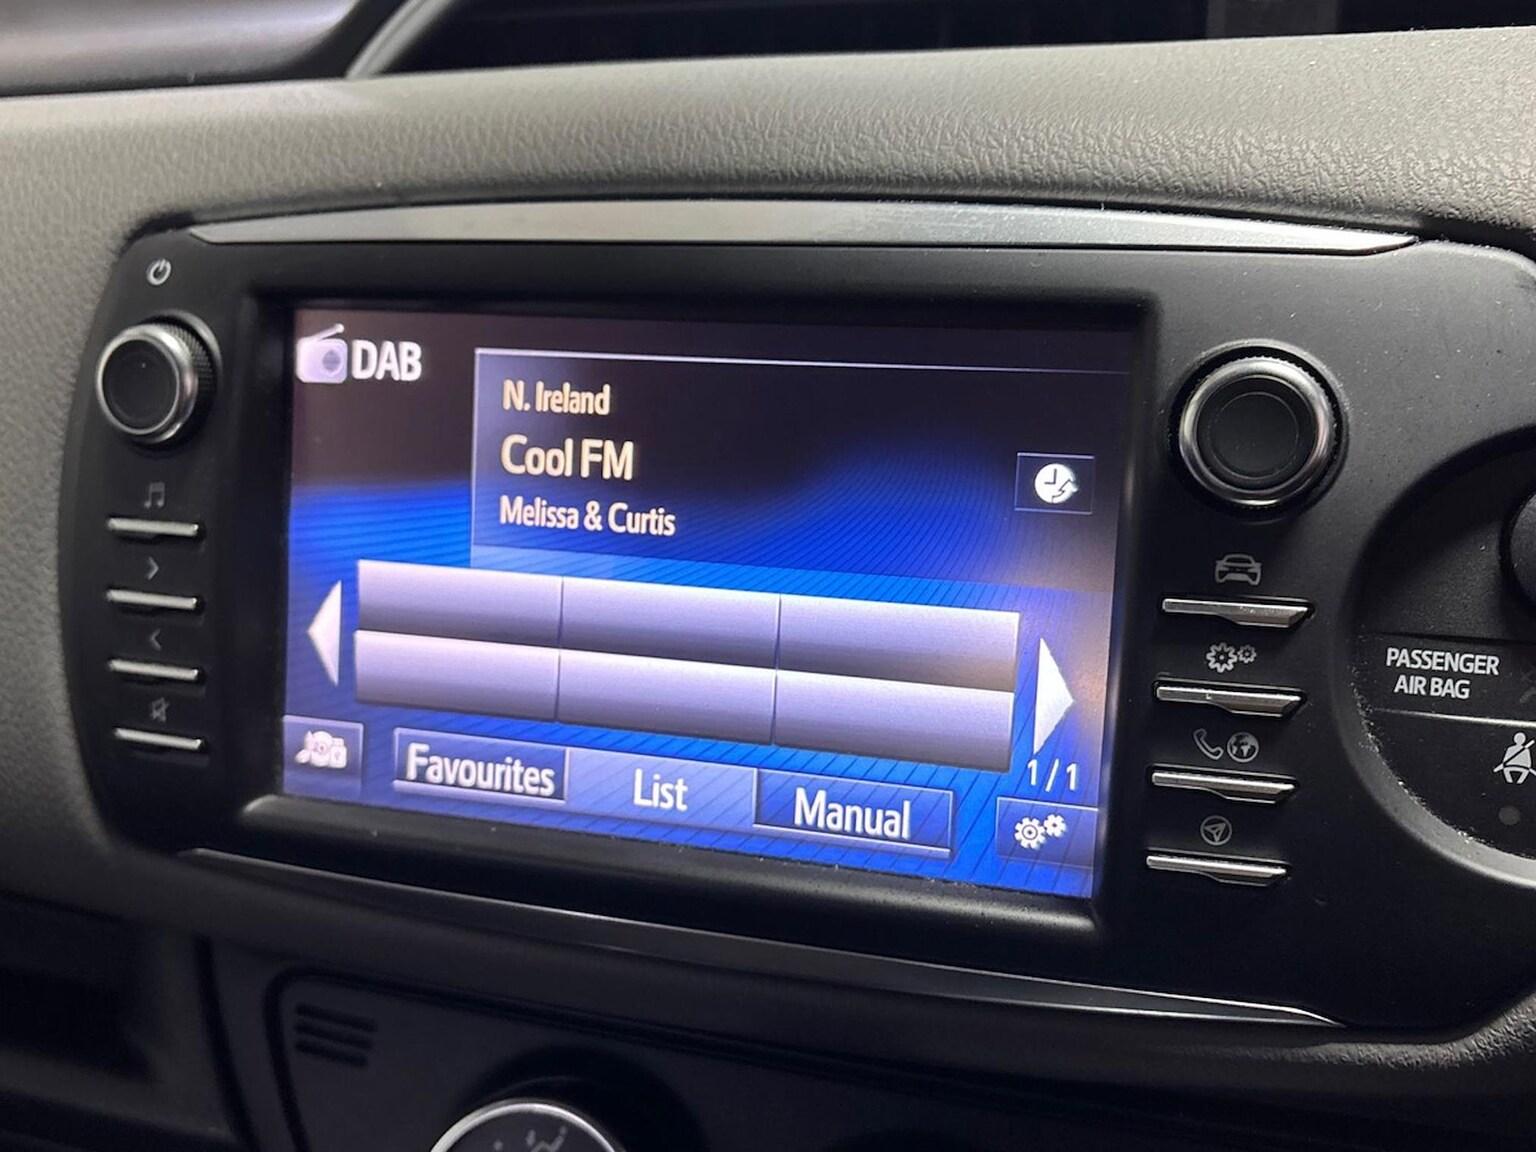 DAB
N. Ireland
Cool FM
Melissa & Curtis
1/1
Favourites
List
Manual
PASSENGER
AIR BAG